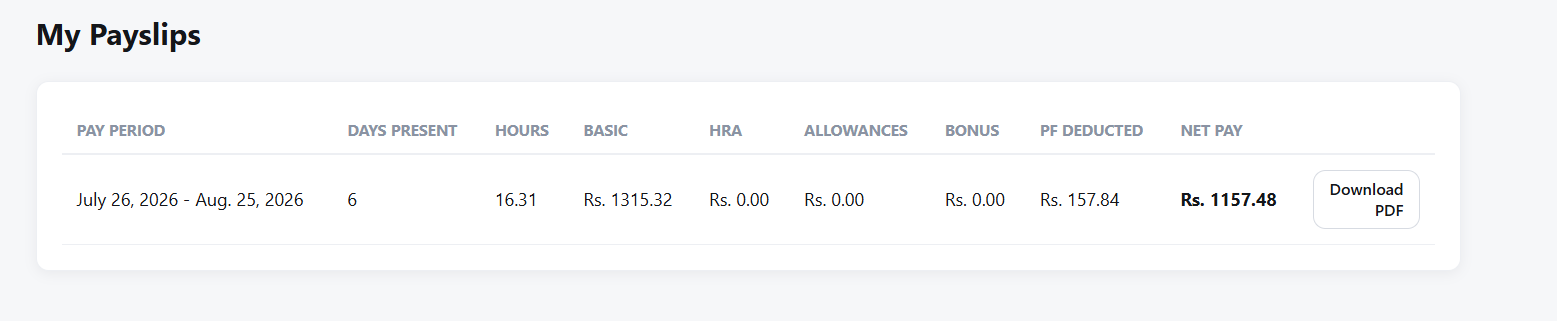 My Payslips
PAY PERIOD DAYS PRESENT HOURS BASIC HRA ALLOWANCES BONUS PF DEDUCTED NET PAY
July 26, 2026 - Aug. 25, 2026 6 16.31 Rs. 1315.32 Rs. 0.00 Rs. 0.00 Rs. 0.00 Rs. 157.84 Rs. 1157.48 Download
PDF